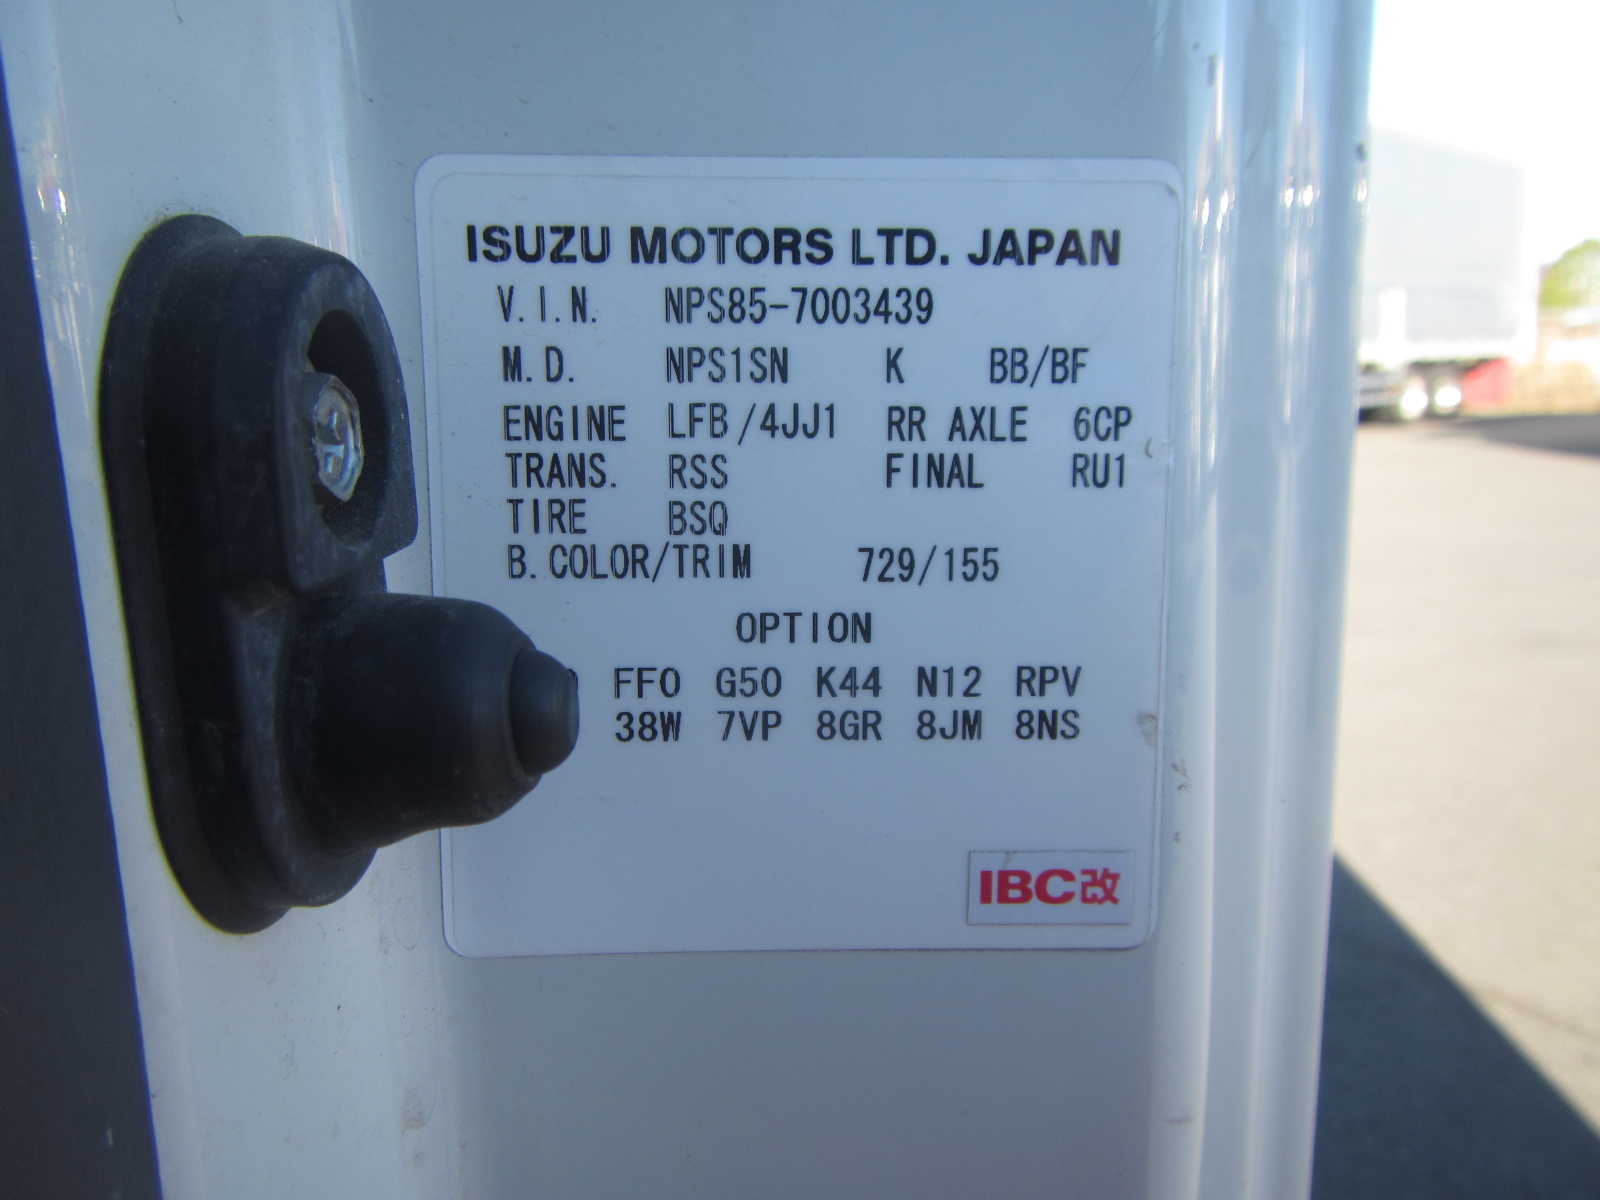 ISUZU MOTORS LTD. JAPAN
V.I.N. NPS85-7003439
M.D. NPS1SN K BB/BF
ENGINE LFB/4JJ1 RR AXLE 6CP
TRANS. RSS FINAL RU1
TIRE BSQ
B.COLOR/TRIM 729/155
OPTION
FFO G50 K44 N12 RPV
38W 7VP 8GR 8JM 8NS
IBC改